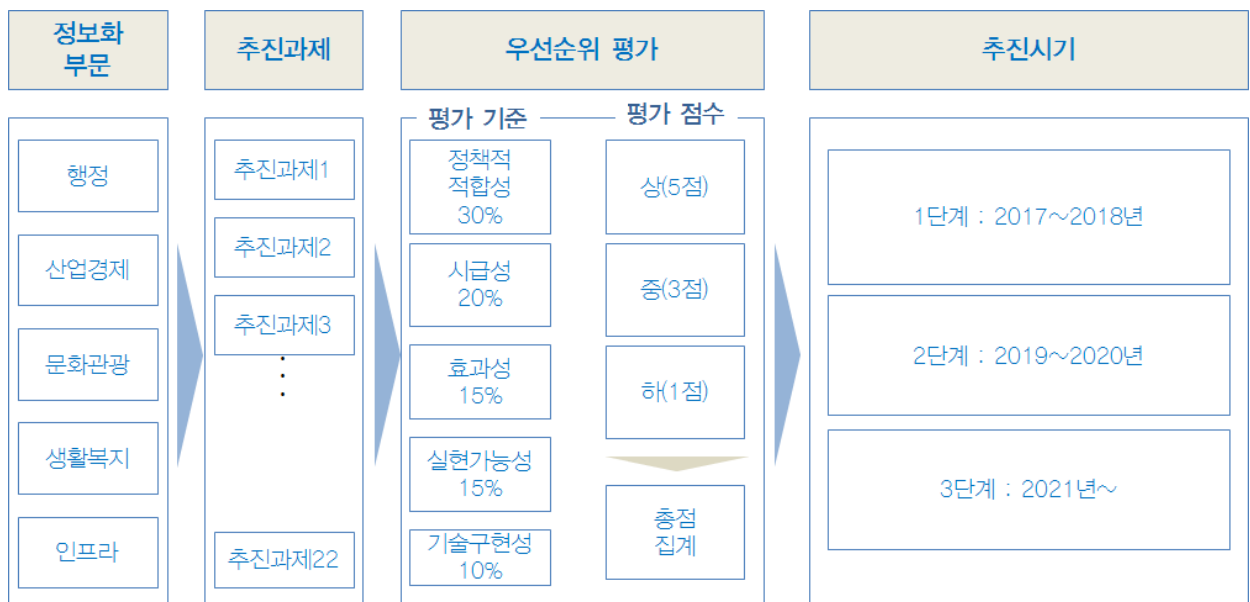 정보화
부문
추진과제
우선순위 평가
추진시기
행정
산업경제
문화관광
생활복지
인프라
추진과제1
추진과제2
추진과제3
추진과제22
평가 기준
정책적
적합성
30%
시급성
20%
효과성
15%
실현가능성
15%
기술구현성
10%
평가 점수
상(5점)
중(3점)
하(1점)
총점
집계
1단계 : 2017～2018년
2단계 : 2019～2020년
3단계 : 2021년～